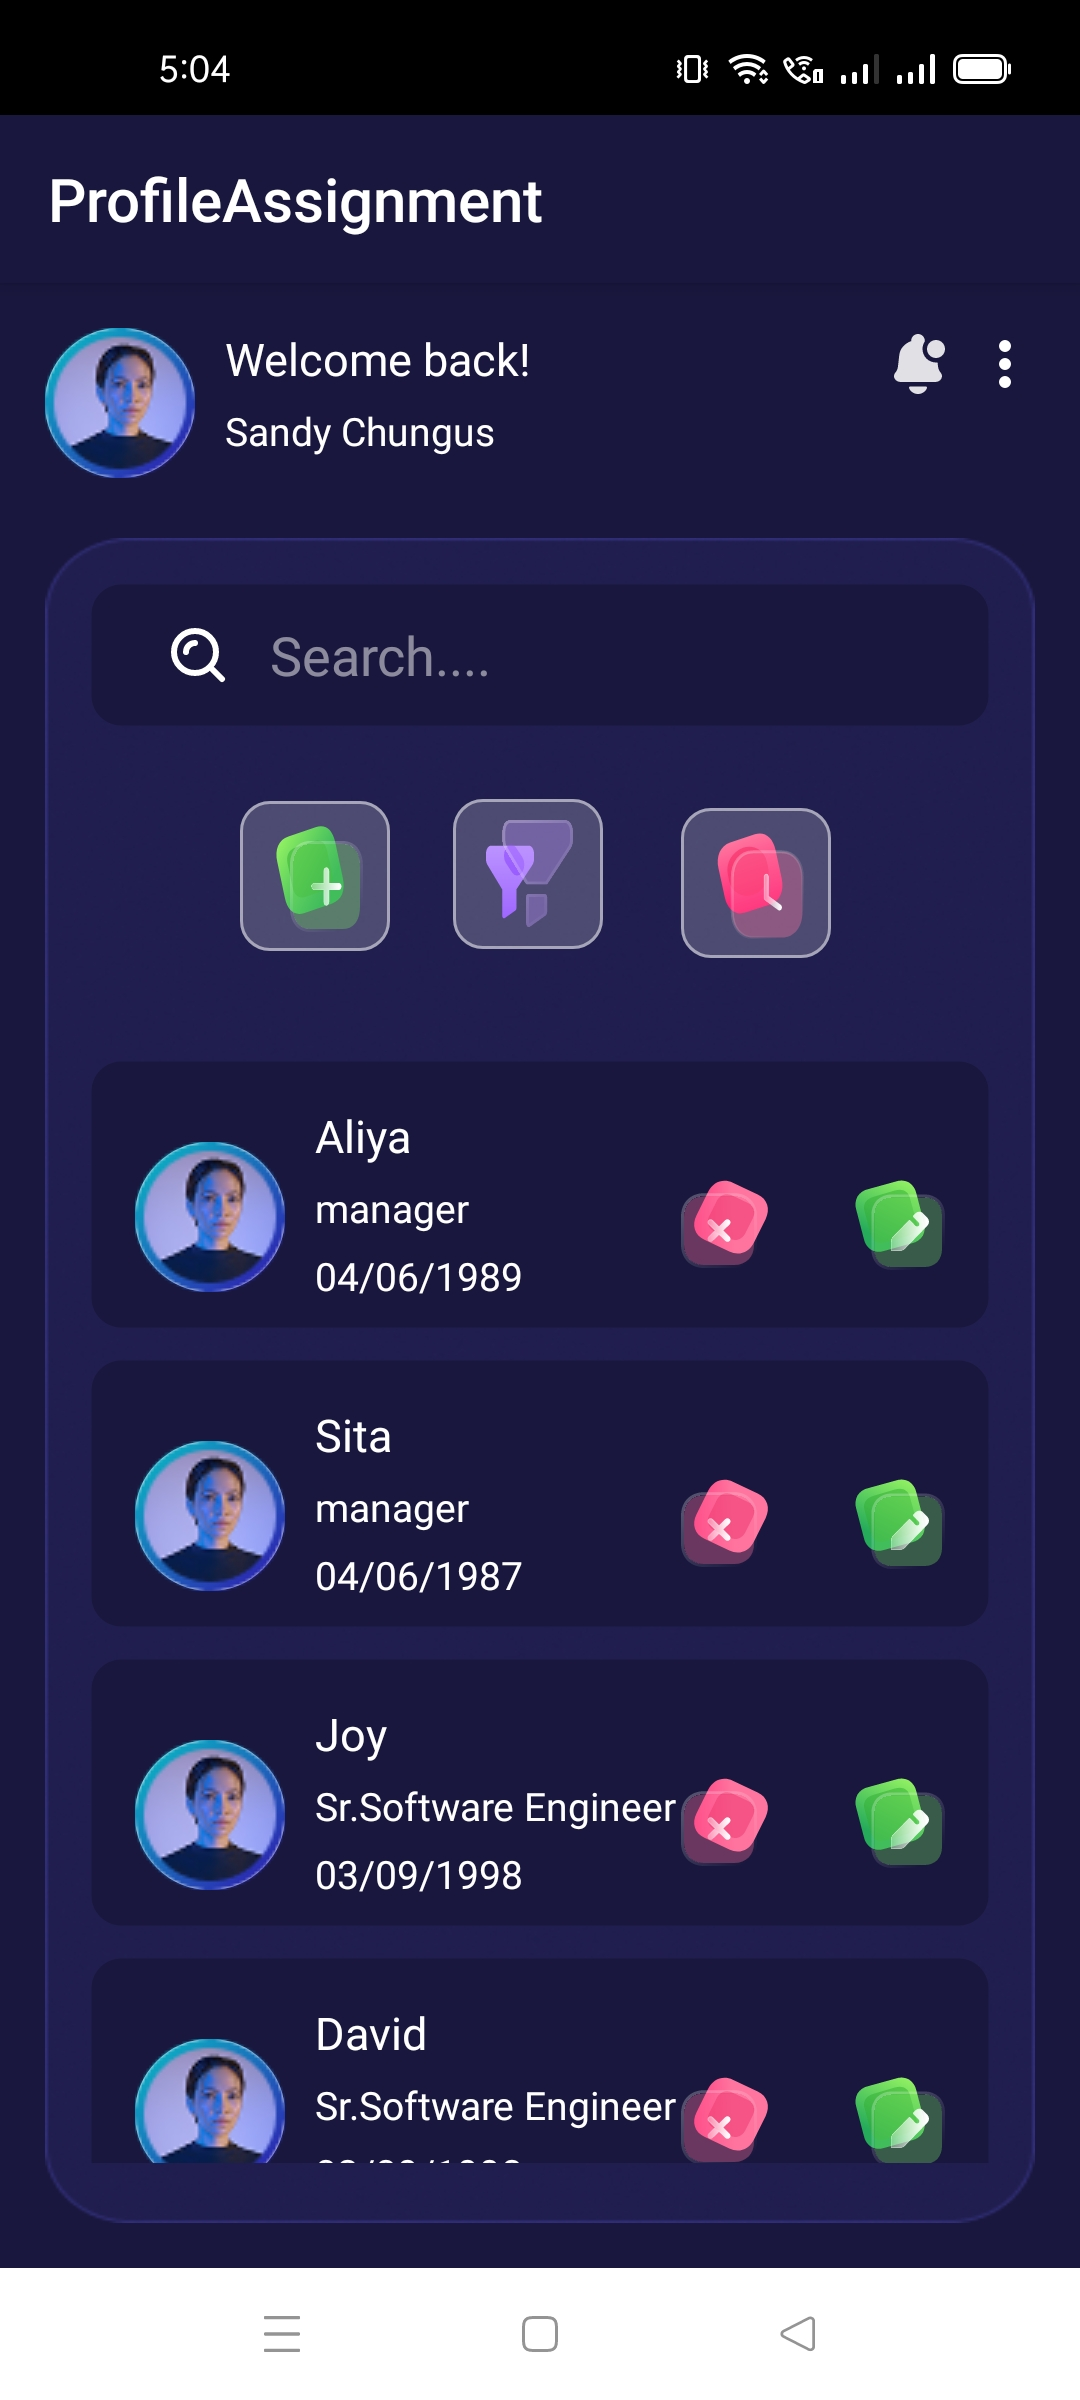 5:04
ProfileAssignment
Welcome back!
Sandy Chungus
Search....
Aliya
manager
04/06/1989
Sita
manager
04/06/1987
Joy
Sr.Software Engineer
03/09/1998
David
Sr.Software Engineer